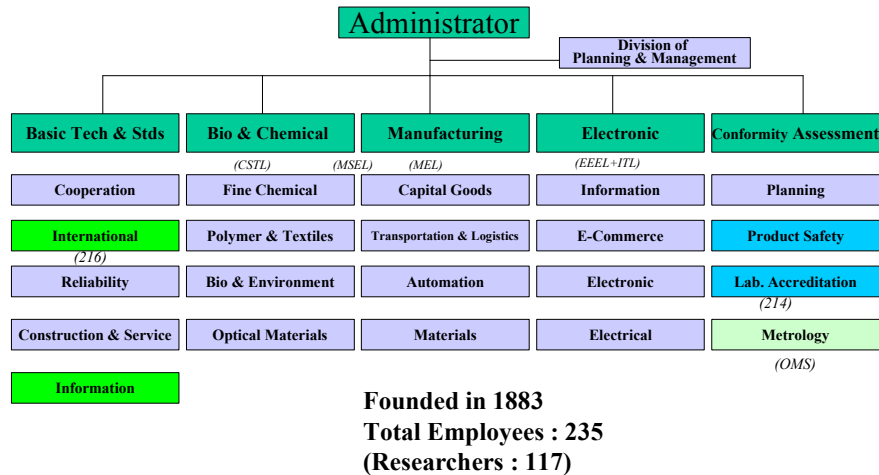 Administrator
Division of
Planning & Management
Basic Tech & Stds
Bio & Chemical
Manufacturing
Electronic
Conformity Assessment
(CSTL)
(MSEL)
(MEL)
(EEEL+ITL)
Cooperation
Fine Chemical
Capital Goods
Information
Planning
International
Polymer & Textiles
Transportation & Logistics
E-Commerce
Product Safety
(216)
Reliability
Bio & Environment
Automation
Electronic
Lab. Accreditation
(214)
Construction & Service
Optical Materials
Materials
Electrical
Metrology
(OMS)
Information
Founded in 1883
Total Employees : 235
(Researchers : 117)